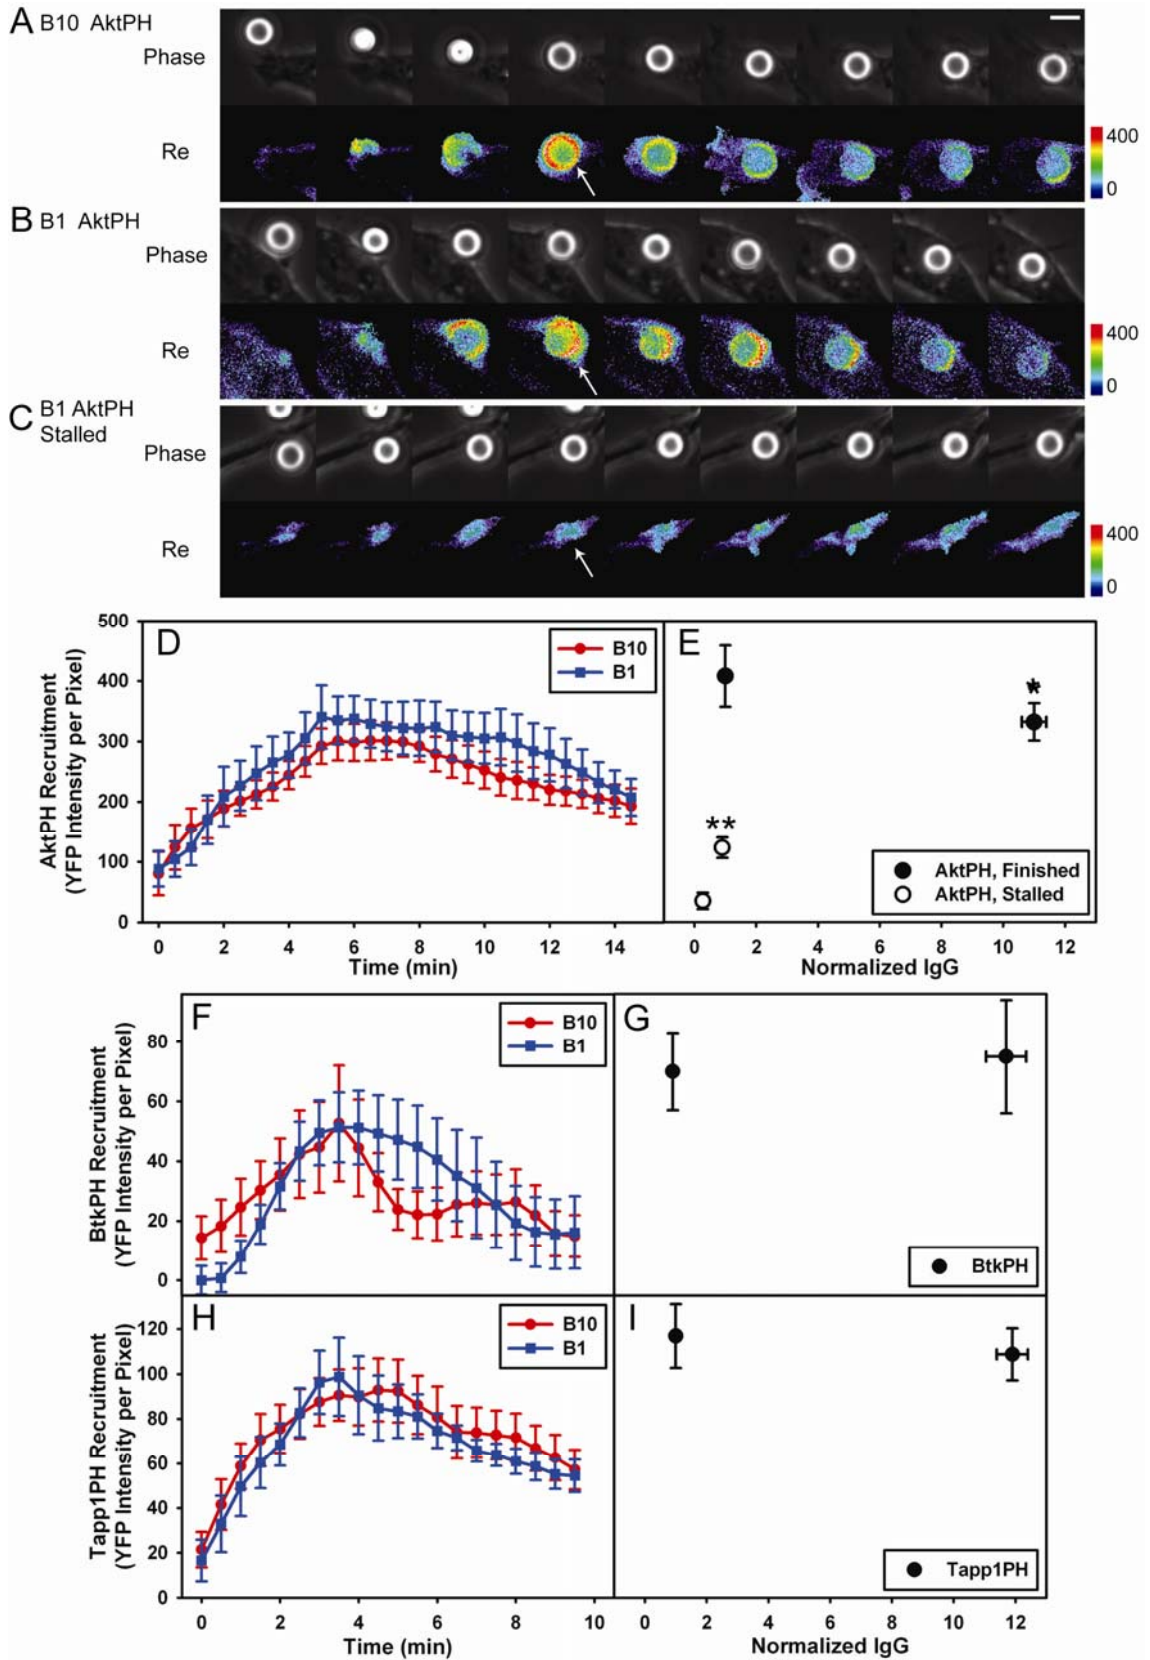 A B10 AktPH
Phase
Re
400
0
B B1 AktPH
Phase
Re
400
0
C B1 AktPH
Stalled
Phase
Re
400
0
D
B10
B1
AktPH Recruitment
(YFP Intensity per Pixel)
500
400
300
200
100
0
0 2 4 6 8 10 12 14
Time (min)
E
*
**
AktPH, Finished
AktPH, Stalled
0 2 4 6 8 10 12
Normalized IgG
F
B10
B1
BtkPH Recruitment
(YFP Intensity per Pixel)
80
60
40
20
0
G
BtkPH
H
B10
B1
Tapp1PH Recruitment
(YFP Intensity per Pixel)
120
100
80
60
40
20
0
0 2 4 6 8 10
Time (min)
I
Tapp1PH
0 2 4 6 8 10 12
Normalized IgG